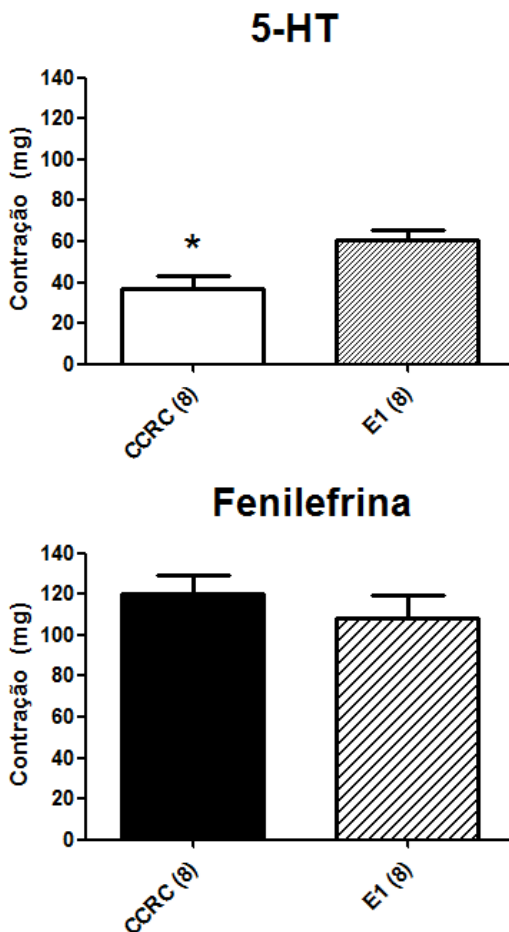 5-HT
Contração (mg)
140
120
100
80
60
40
20
0
*
CCRC (8)
E1 (8)
Fenilefrina
Contração (mg)
140
120
100
80
60
40
20
0
CCRC (8)
E1 (8)